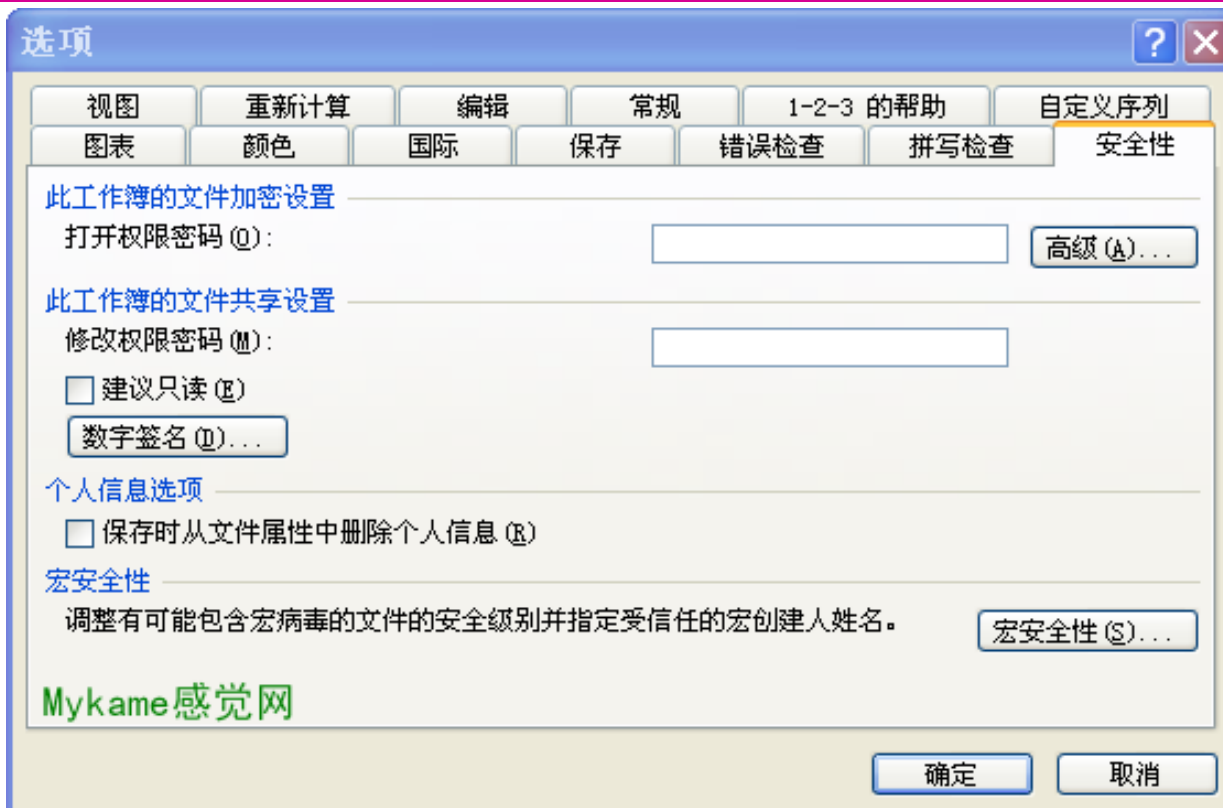 选项
视图 重新计算 编辑 常规 1-2-3 的帮助 自定义序列
图表 颜色 国际 保存 错误检查 拼写检查 安全性
此工作簿的文件加密设置
打开权限密码(O): 高级(A)...
此工作簿的文件共享设置
修改权限密码(M):
建议只读(E)
数字签名(D)...
个人信息选项
保存时从文件属性中删除个人信息(R)
宏安全性
调整有可能包含宏病毒的文件的安全级别并指定受信任的宏创建人姓名。 宏安全性(S)...
Mykame感觉网
确定 取消